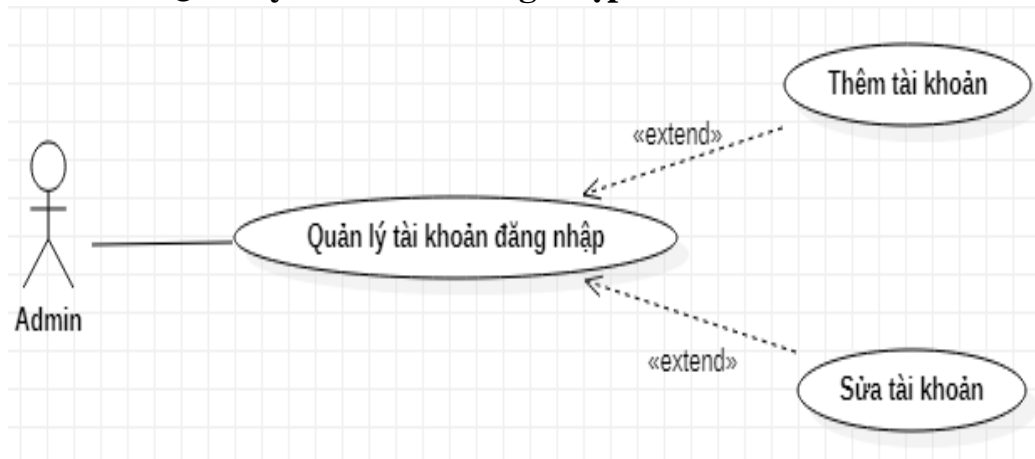 Thêm tài khoản
«extend»
Quản lý tài khoản đăng nhập
Admin
«extend»
Sửa tài khoản